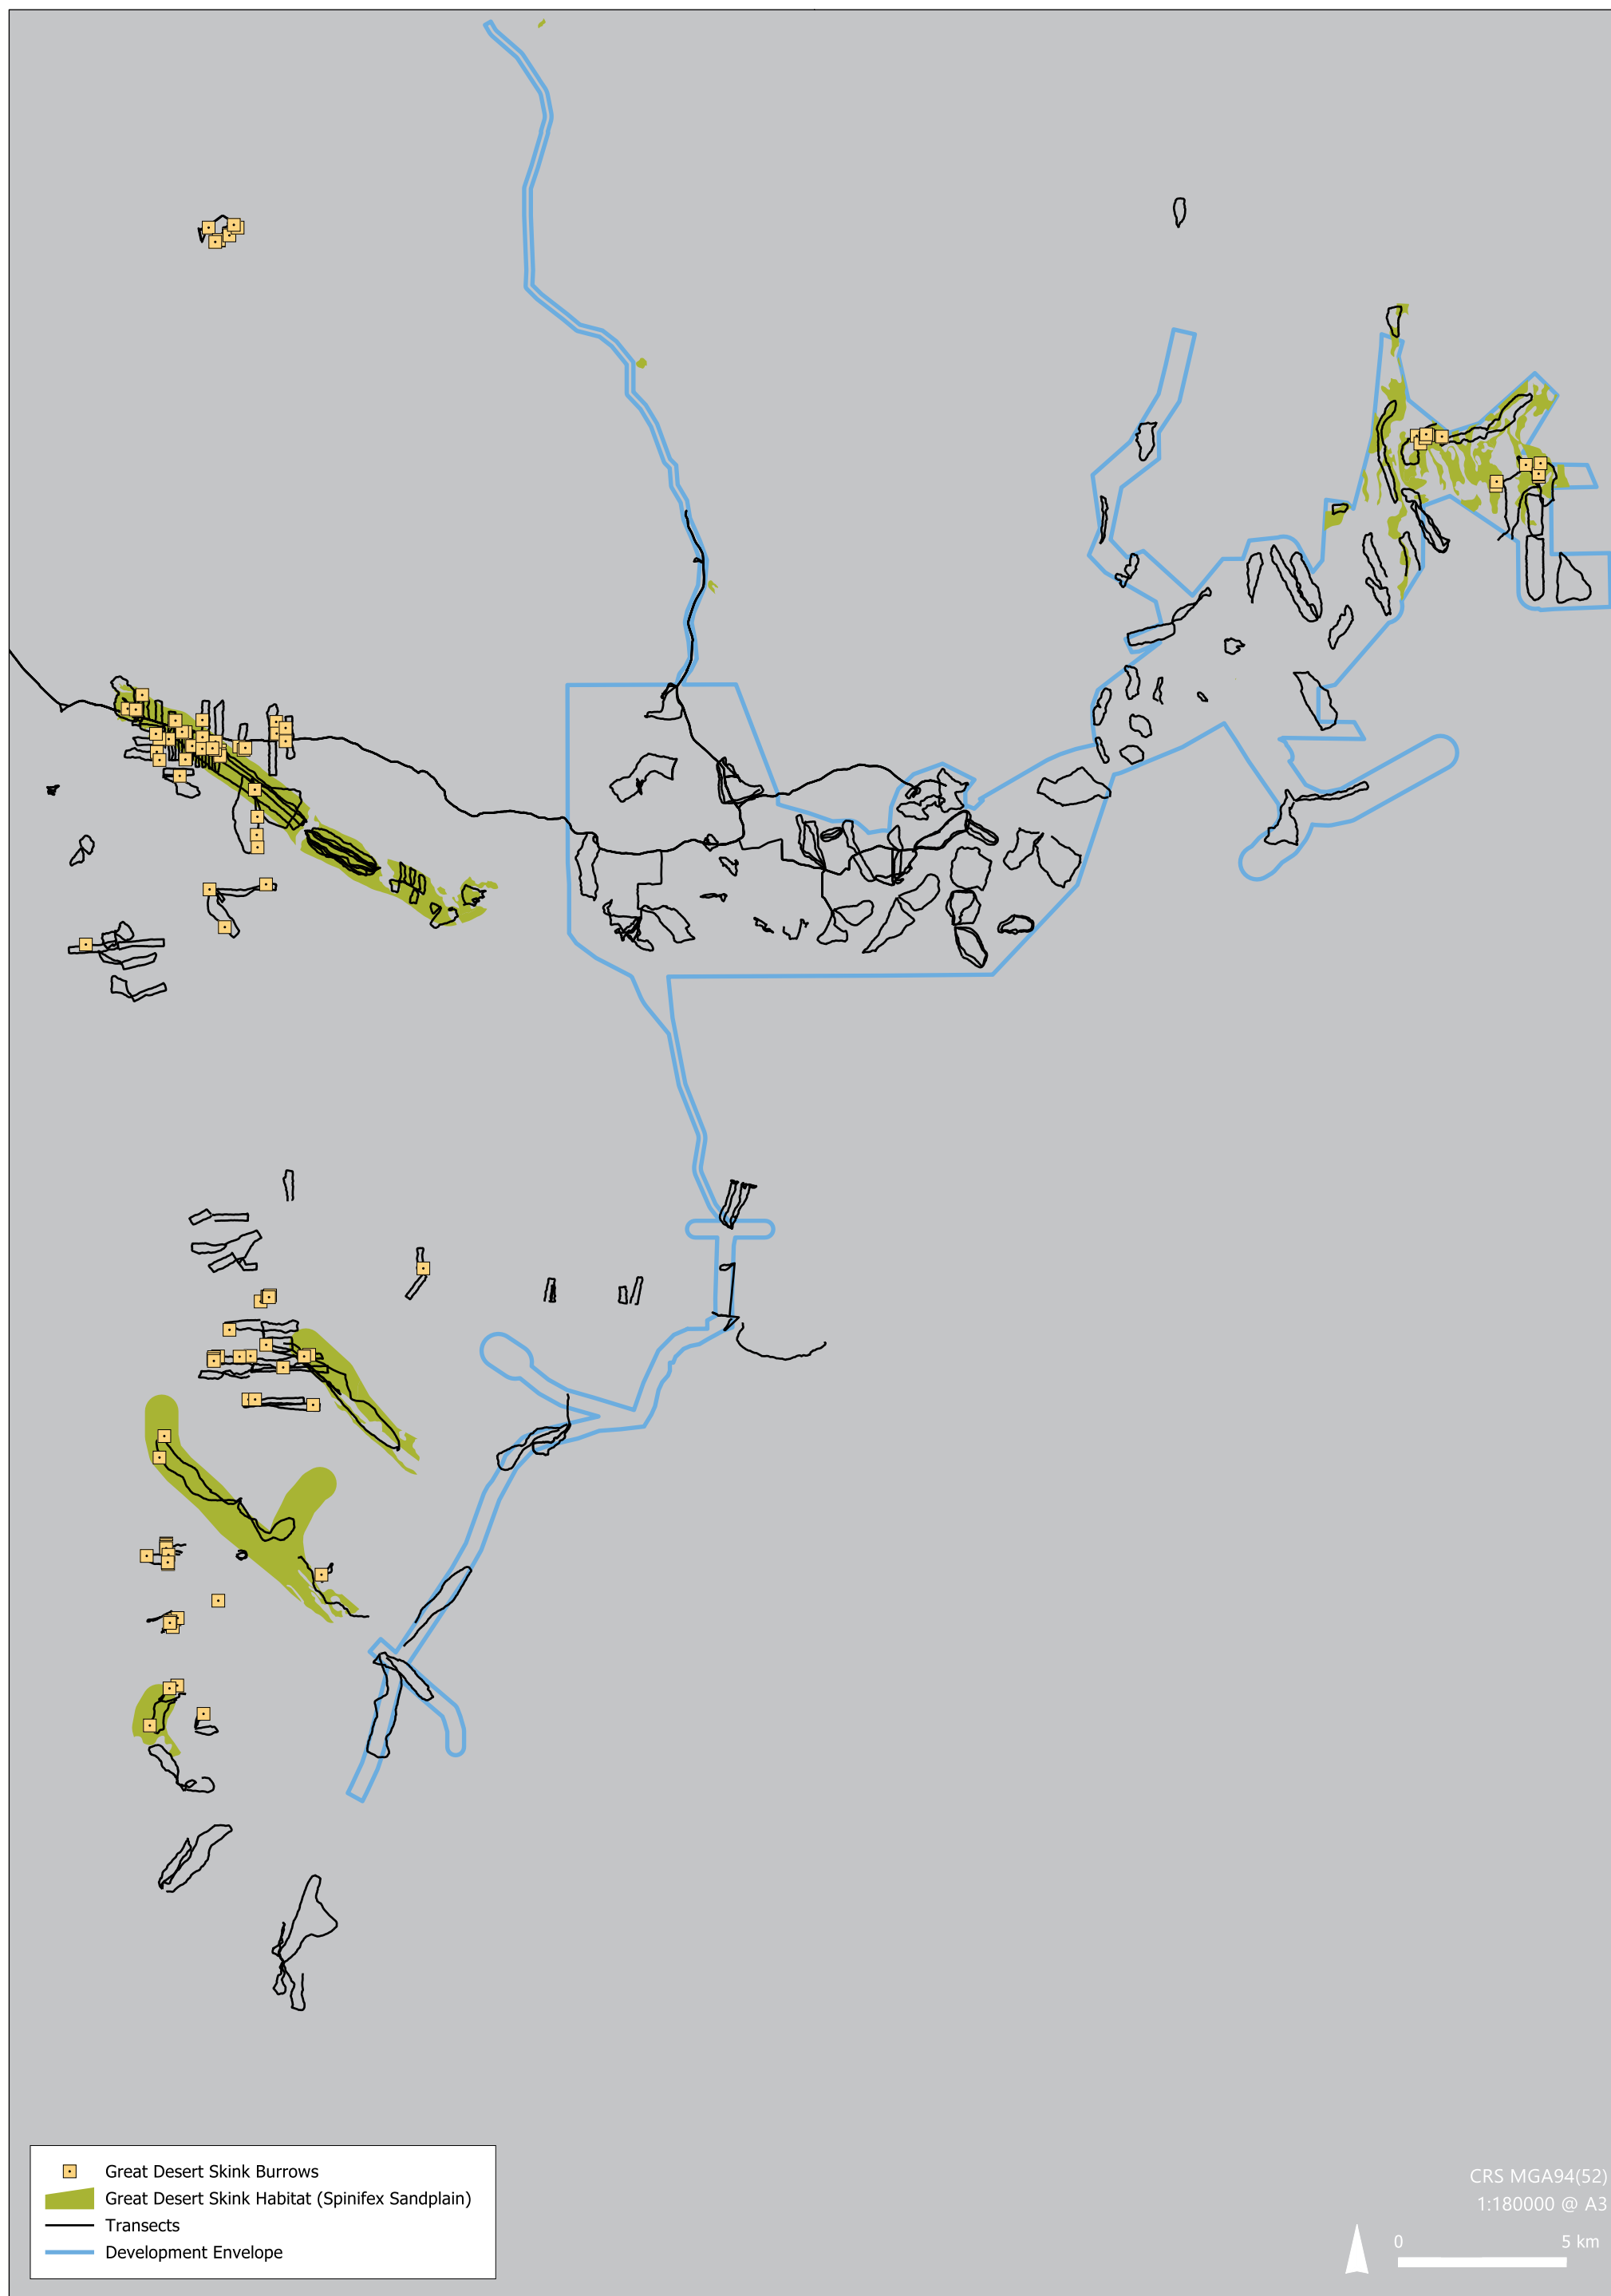 Great Desert Skink Burrows
Great Desert Skink Habitat (Spinifex Sandplain)
Transects
Development Envelope
CRS MGA94(52)
1:180000 @ A3
0 5 km